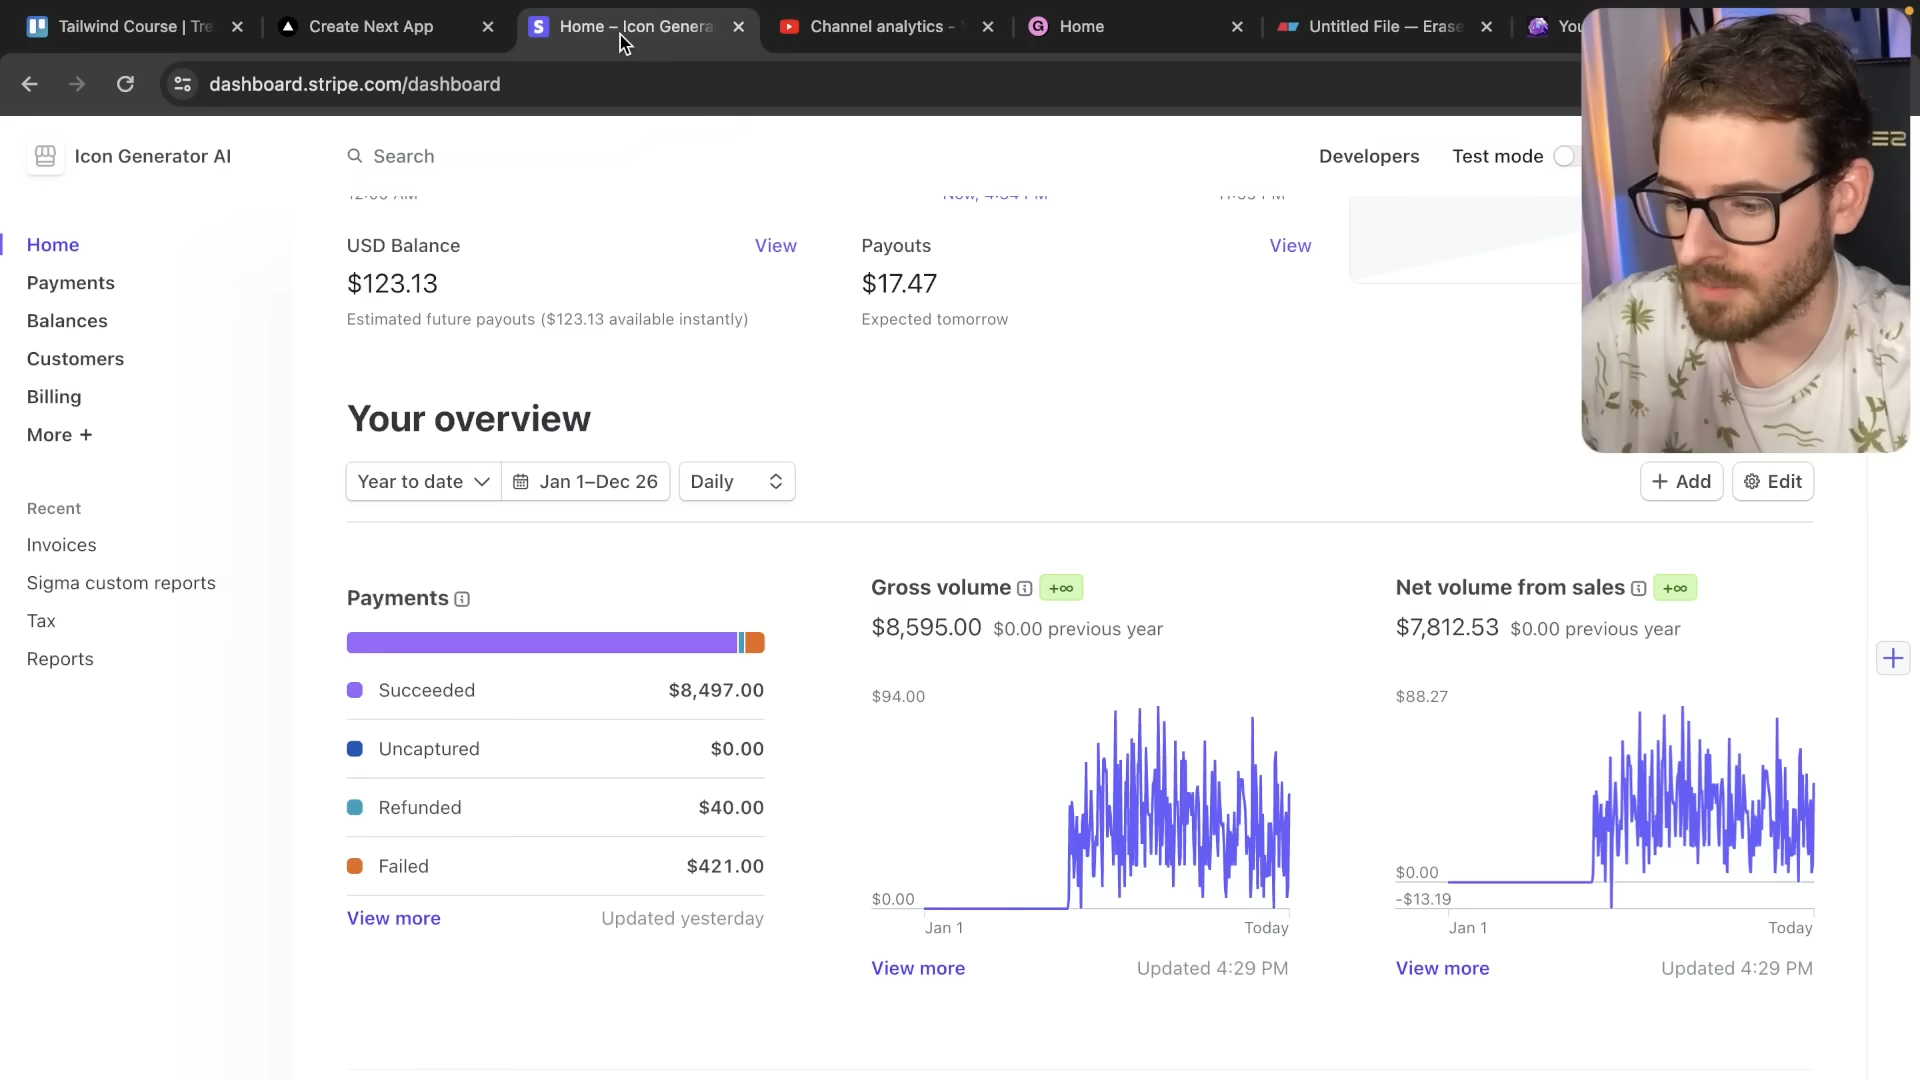 Tailwind Course | Tre
Create Next App
Home – Icon Genera
Channel analytics -
Home
Untitled File — Erase
You
dashboard.stripe.com/dashboard
Icon Generator AI
Search
Developers
Test mode
Home
Payments
Balances
Customers
Billing
More +
Recent
Invoices
Sigma custom reports
Tax
Reports
USD Balance
View
$123.13
Estimated future payouts ($123.13 available instantly)
Payouts
View
$17.47
Expected tomorrow
Your overview
Year to date
Jan 1–Dec 26
Daily
+ Add
Edit
Payments
Succeeded
$8,497.00
Uncaptured
$0.00
Refunded
$40.00
Failed
$421.00
View more
Updated yesterday
Gross volume
+∞
$8,595.00
$0.00 previous year
$94.00
$0.00
Jan 1
Today
View more
Updated 4:29 PM
Net volume from sales
+∞
$7,812.53
$0.00 previous year
$88.27
$0.00
-$13.19
Jan 1
Today
View more
Updated 4:29 PM